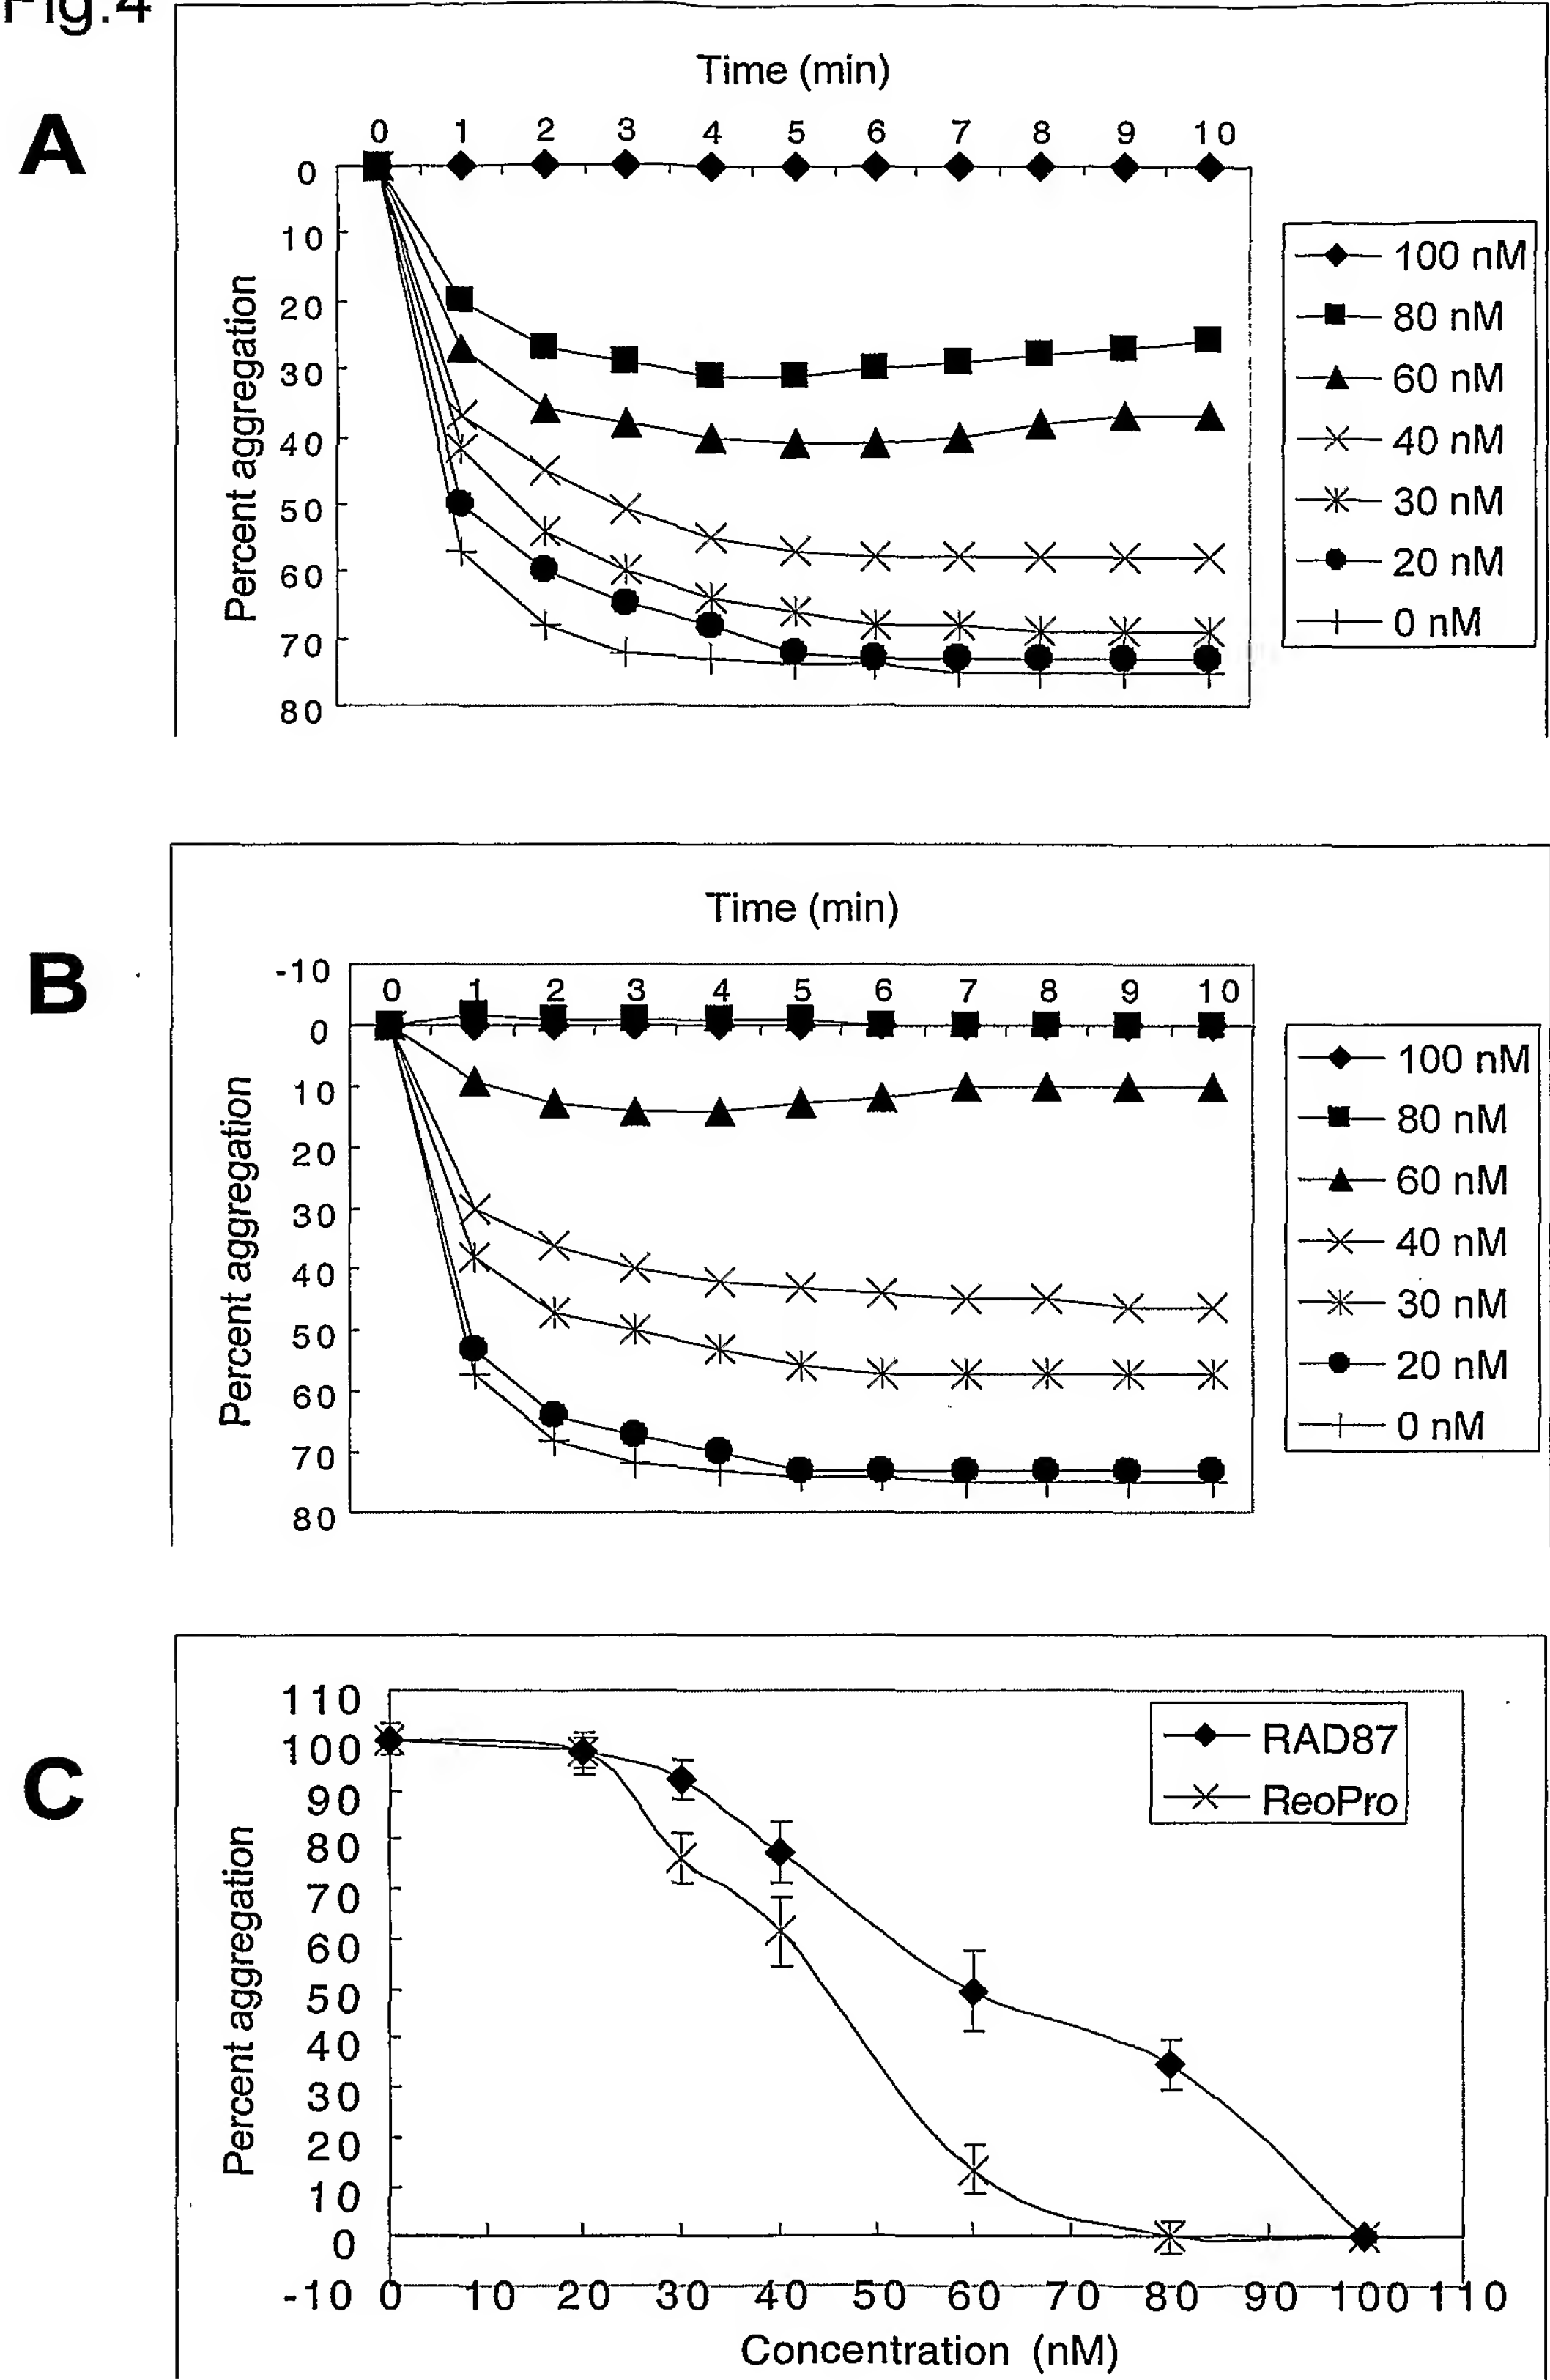 Fig.4
A
Time (min)
0 1 2 3 4 5 6 7 8 9 10
Percent aggregation
0
10
20
30
40
50
60
70
80
100 nM
80 nM
60 nM
40 nM
30 nM
20 nM
0 nM
B
Time (min)
-10
0 1 2 3 4 5 6 7 8 9 10
Percent aggregation
0
10
20
30
40
50
60
70
80
100 nM
80 nM
60 nM
40 nM
30 nM
20 nM
0 nM
C
Percent aggregation
110
100
90
80
70
60
50
40
30
20
10
0
-10
RAD87
ReoPro
0 10 20 30 40 50 60 70 80 90 100 110
Concentration (nM)